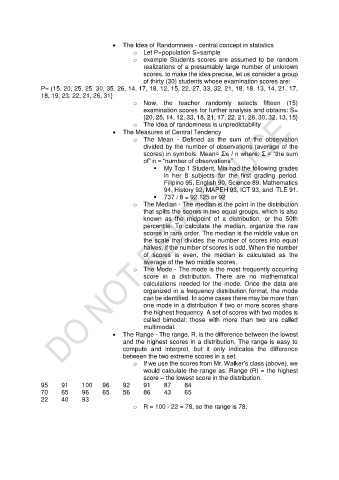 • The Idea of Randomness - central concept in statistics
o Let P=population S=sample
o example Students scores are assumed to be random
realizations of a presumably large number of unknown
scores, to make the idea precise, let us consider a group
of thirty (30) students whose examination scores are:
P= {15, 20, 25, 25, 30, 35, 26, 14, 17, 18, 12, 15, 22, 27, 33, 32, 21, 18, 18, 13, 14, 21, 17,
18, 19, 23, 22, 21, 26, 31}
o Now, the teacher randomly selects fifteen (15)
examination scores for further analysis and obtains: S=
{20, 25, 14, 12, 33, 18, 21, 17, 22, 21, 26, 30, 32, 13, 15}
o The idea of randomness is unpredictability
• The Measures of Central Tendency
o The Mean - Defined as the sum of the observation
divided by the number of observations (average of the
scores) in symbols: Mean= Σx / n where: Σ = "the sum
of" n = "number of observations"
▪ My Top 1 Student, Mia had the following grades
in her 8 subjects for the first grading period.
Filipino 95, English 90, Science 89, Mathematics
94, History 92, MAPEH 93, ICT 93, and TLE 91.
▪ 737 / 8 = 92.125 or 92
o The Median - The median is the point in the distribution
that splits the scores in two equal groups, which is also
known as the midpoint of a distribution, or the 50th
percentile. To calculate the median, organize the raw
scores in rank order. The median is the middle value on
the scale that divides the number of scores into equal
halves, if the number of scores is odd. When the number
of scores is even, the median is calculated as the
average of the two middle scores.
o The Mode - The mode is the most frequently occurring
score in a distribution. There are no mathematical
calculations needed for the mode. Once the data are
organized in a frequency distribution format, the mode
can be identified. In some cases there may be more than
one mode in a distribution if two or more scores share
the highest frequency. A set of scores with two modes is
called bimodal; those with more than two are called
multimodal.
• The Range - The range, R, is the difference between the lowest
and the highest scores in a distribution. The range is easy to
compute and interpret, but it only indicates the difference
between the two extreme scores in a set.
o If we use the scores from Mr. Walker's class (above), we
would calculate the range as: Range (R) = the highest
score – the lowest score in the distribution.
95 91 100 96 92 91 87 84
70 65 96 65 56 86 43 65
22 40 93
o R = 100 - 22 = 78, so the range is 78.